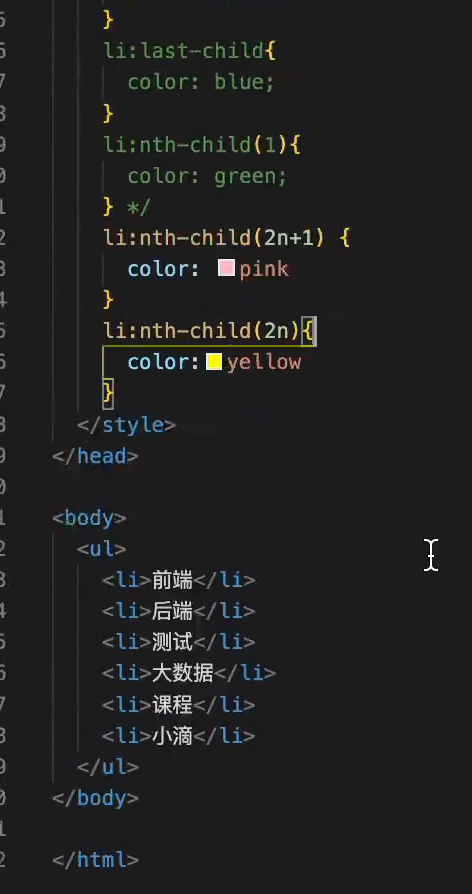 5 }
6 li:last-child{
7 color: blue;
8 }
9 li:nth-child(1){
0 color: green;
1 } */
2 li:nth-child(2n+1) {
3 color: pink
4 }
5 li:nth-child(2n){
6 color: yellow
7 }
8 </style>
9 </head>
0
1 <body>
2 <ul>
3 <li>前端</li>
4 <li>后端</li>
5 <li>测试</li>
6 <li>大数据</li>
7 <li>课程</li>
8 <li>小滴</li>
9 </ul>
0 </body>
1
2 </html>